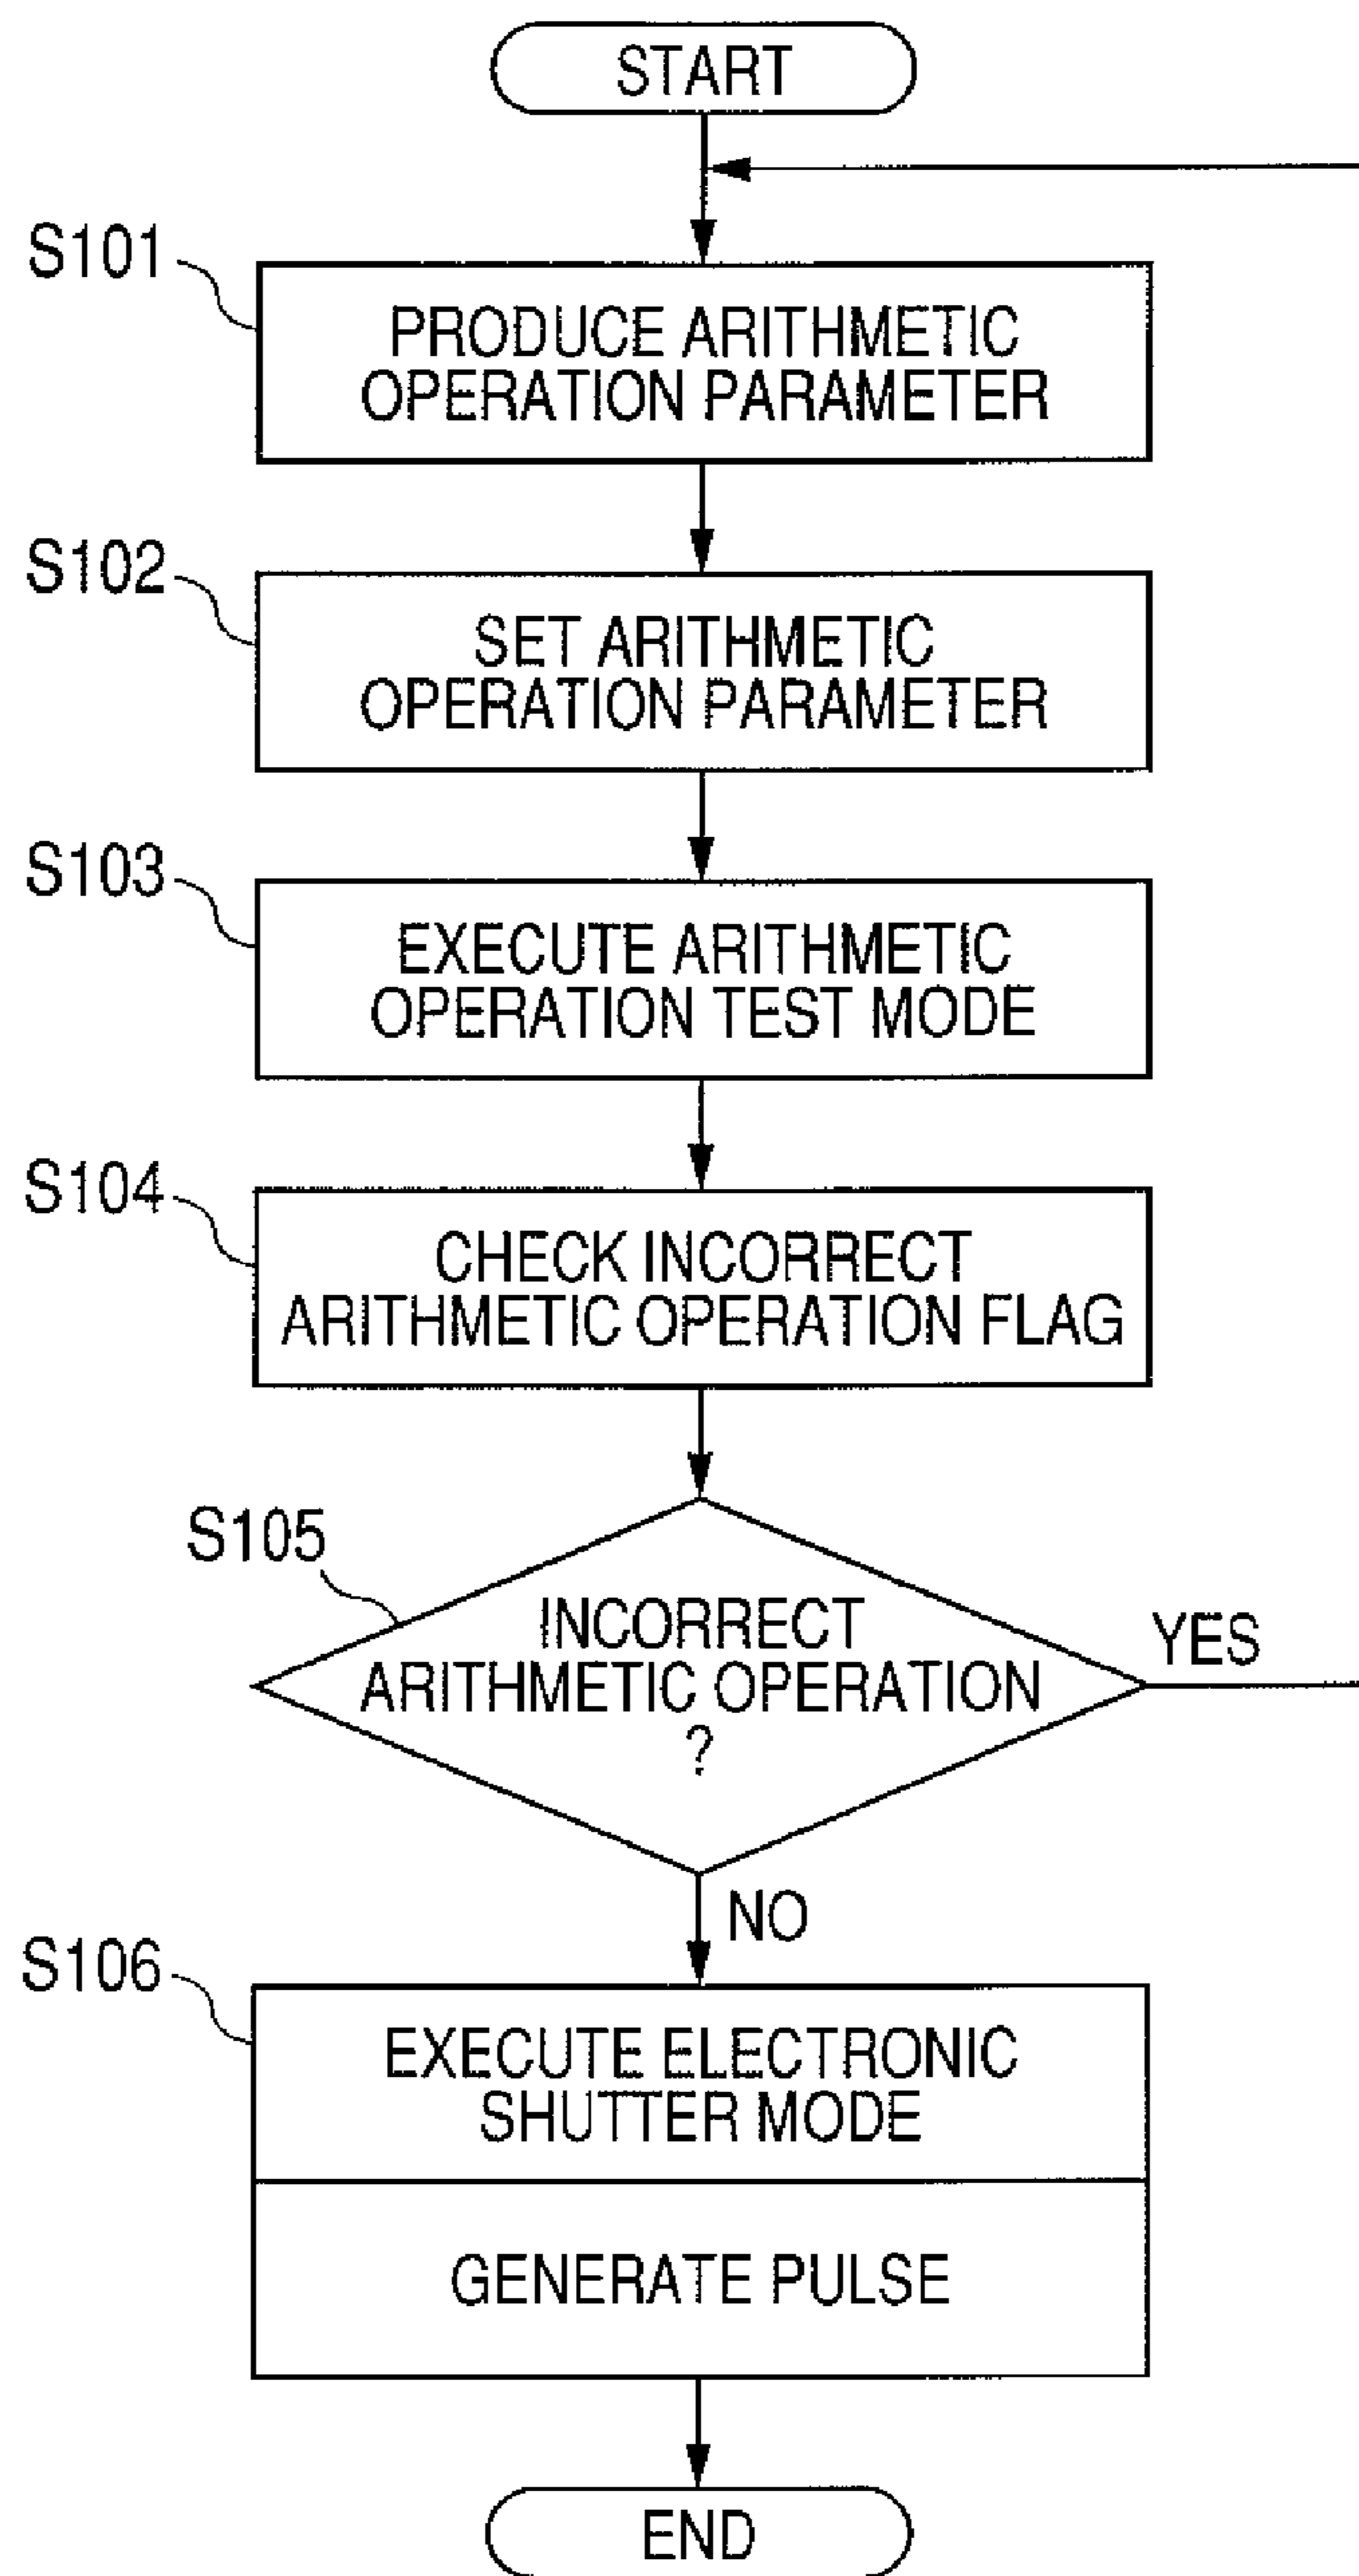 START
S101
PRODUCE ARITHMETIC
OPERATION PARAMETER
S102
SET ARITHMETIC
OPERATION PARAMETER
S103
EXECUTE ARITHMETIC
OPERATION TEST MODE
S104
CHECK INCORRECT
ARITHMETIC OPERATION FLAG
S105
INCORRECT
ARITHMETIC OPERATION
?
YES
NO
S106
EXECUTE ELECTRONIC
SHUTTER MODE
GENERATE PULSE
END